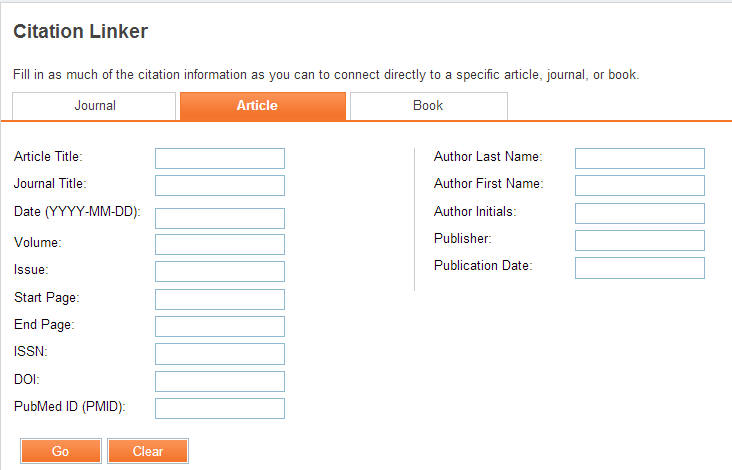 Citation Linker
Fill in as much of the citation information as you can to connect directly to a specific article, journal, or book.
Journal
Article
Book
Article Title:
Journal Title:
Date (YYYY-MM-DD):
Volume:
Issue:
Start Page:
End Page:
ISSN:
DOI:
PubMed ID (PMID):
Author Last Name:
Author First Name:
Author Initials:
Publisher:
Publication Date:
Go
Clear